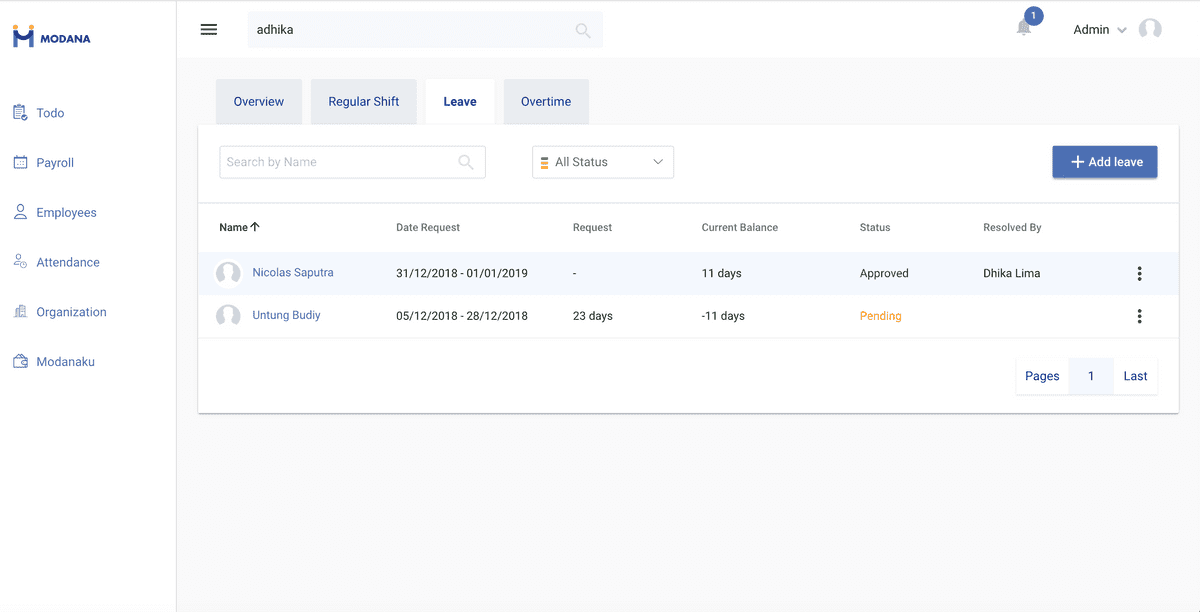 MODANA
adhika
1
Admin
Todo
Payroll
Employees
Attendance
Organization
Modanaku
Overview
Regular Shift
Leave
Overtime
Search by Name
All Status
Add leave
Name Date Request Request Current Balance Status Resolved By
Nicolas Saputra 31/12/2018 - 01/01/2019 - 11 days Approved Dhika Lima
Untung Budiy 05/12/2018 - 28/12/2018 23 days -11 days Pending
Pages 1 Last